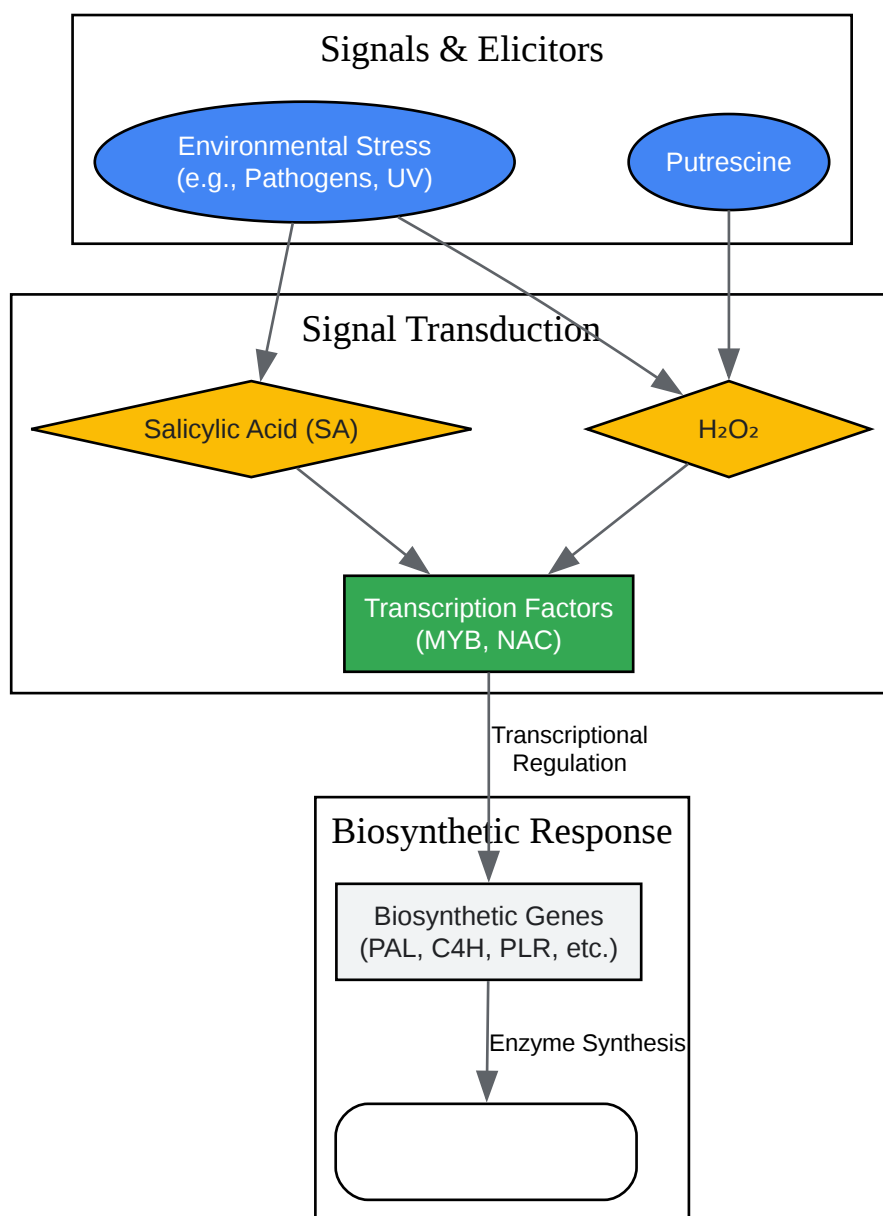 Signals & Elicitors
Environmental Stress
(e.g., Pathogens, UV)
Putrescine
Signal Transduction
Salicylic Acid (SA)
H₂O₂
Transcription Factors
(MYB, NAC)
Transcriptional
Regulation
Biosynthetic Response
Biosynthetic Genes
(PAL, C4H, PLR, etc.)
Enzyme Synthesis